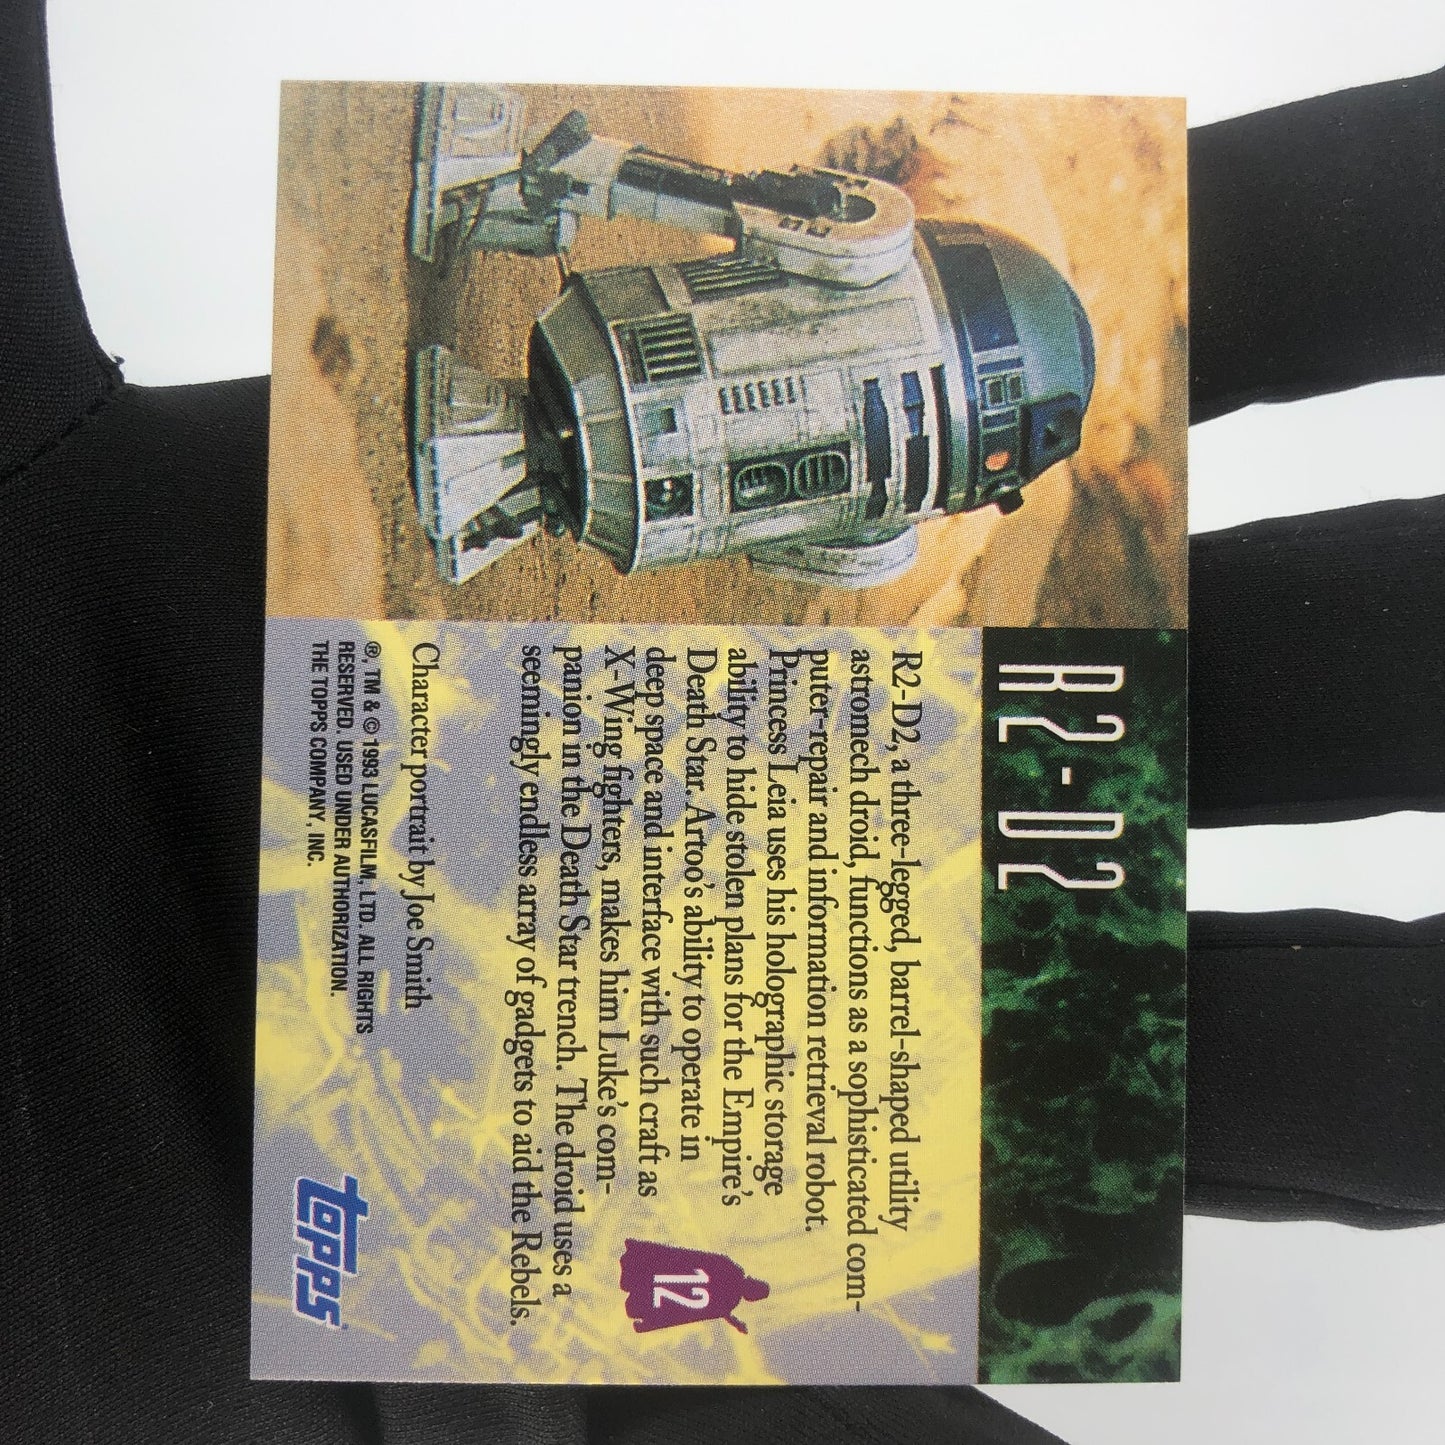 R2-D2
R2-D2, a three-legged, barrel-shaped utility
astromech droid, functions as a sophisticated com-
puter-repair and information retrieval robot.
Princess Leia uses his holographic storage
ability to hide stolen plans for the Empire's
Death Star. Artoo's ability to operate in
deep space and interface with such craft as
X-Wing fighters, makes him Luke's com-
panion in the Death Star trench. The droid uses a
seemingly endless array of gadgets to aid the Rebels.
12
Character portrait by Joe Smith
®, TM & © 1993 LUCASFILM, LTD. ALL RIGHTS
RESERVED. USED UNDER AUTHORIZATION.
THE TOPPS COMPANY, INC.
topps